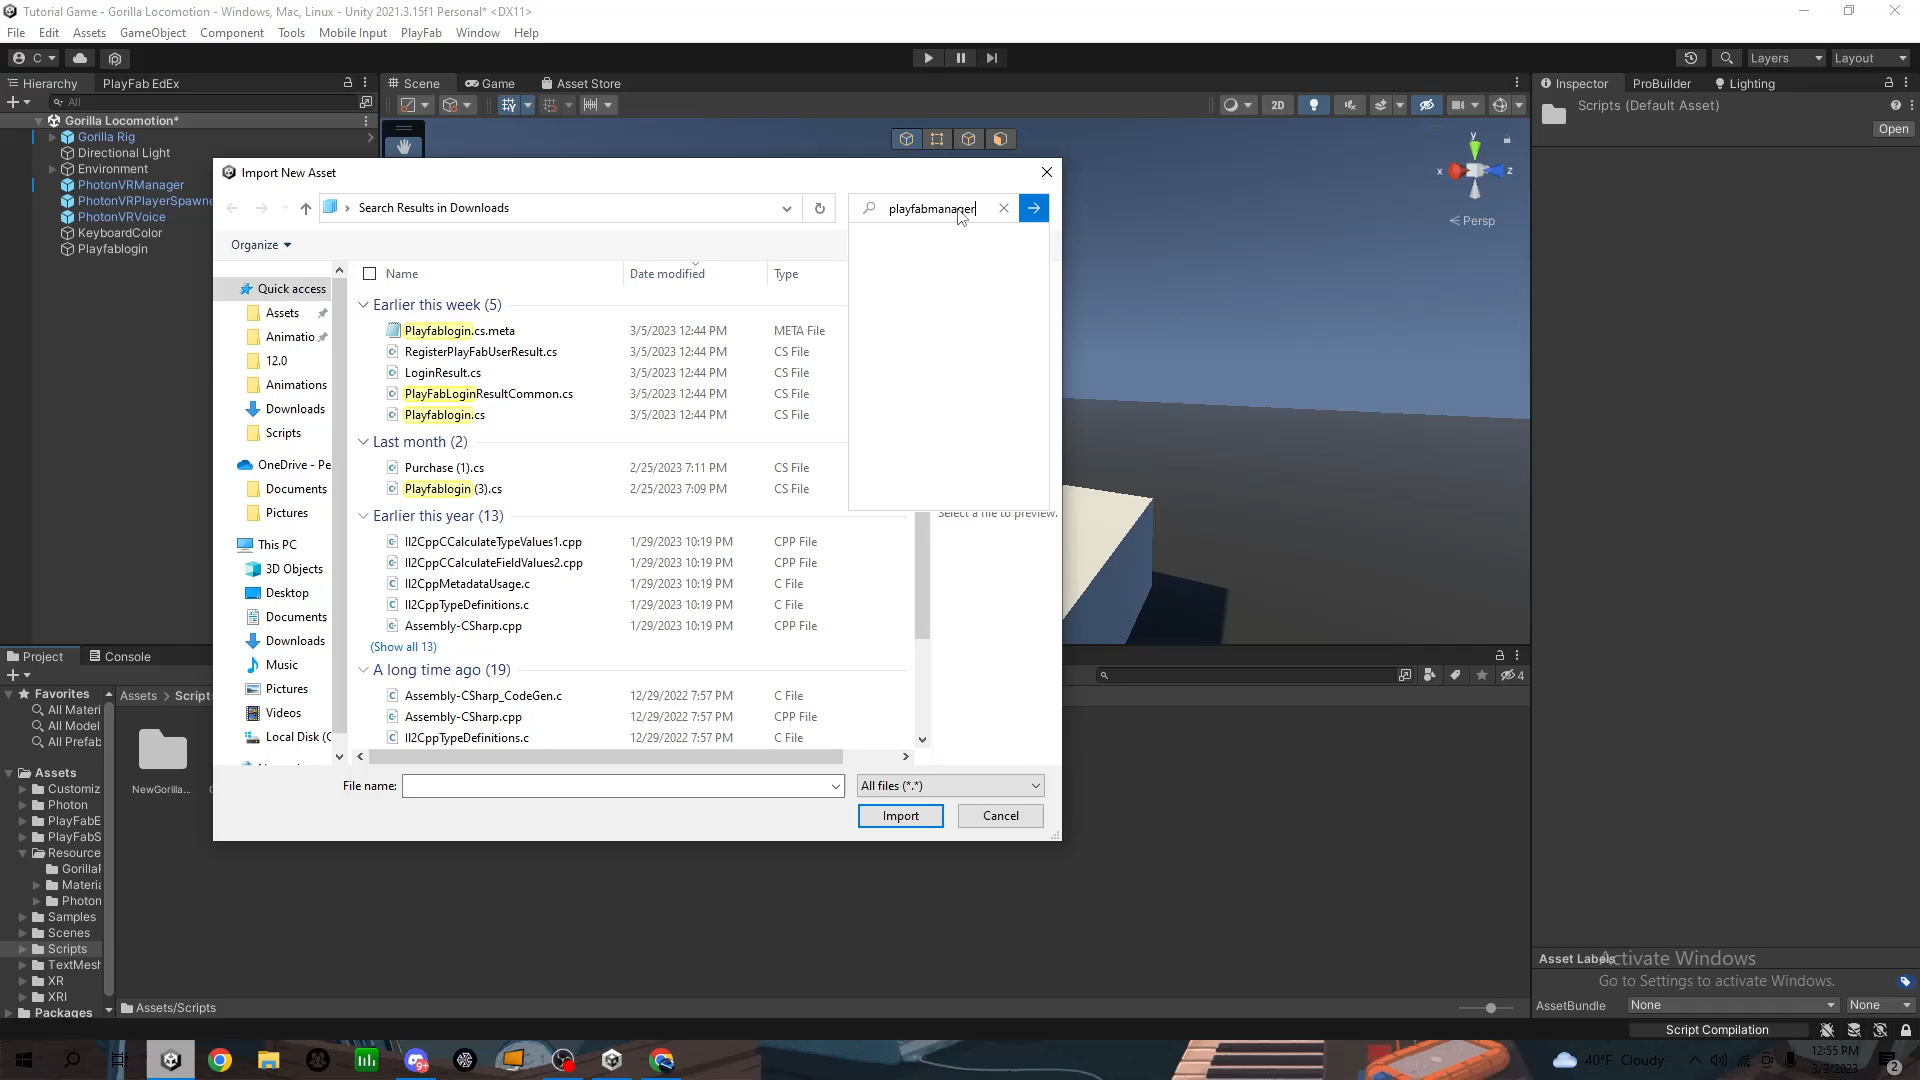 Tutorial Game - Gorilla Locomotion - Windows, Mac, Linux - Unity 2021.3.15f1 Personal* <DX11>
File Edit Assets GameObject Component Tools Mobile Input PlayFab Window Help
C Layers Layout
Hierarchy PlayFab EdEx
Scene Game Asset Store
Inspector ProBuilder Lighting
All
2D
Scripts (Default Asset)
Open
Gorilla Locomotion*
Gorilla Rig
Directional Light
Environment
PhotonVRManager
PhotonVRPlayerSpawne
PhotonVRVoice
KeyboardColor
Playfablogin
y
x
z
Persp
Import New Asset
Search Results in Downloads
playfabmanager
Organize
Name Date modified Type
Quick access
Assets
Animatio
12.0
Animations
Downloads
Scripts
OneDrive - Pe
Documents
Pictures
This PC
3D Objects
Desktop
Documents
Downloads
Music
Pictures
Videos
Local Disk (C
Earlier this week (5)
Playfablogin.cs.meta 3/5/2023 12:44 PM META File
RegisterPlayFabUserResult.cs 3/5/2023 12:44 PM CS File
LoginResult.cs 3/5/2023 12:44 PM CS File
PlayFabLoginResultCommon.cs 3/5/2023 12:44 PM CS File
Playfablogin.cs 3/5/2023 12:44 PM CS File
Last month (2)
Purchase (1).cs 2/25/2023 7:11 PM CS File
Playfablogin (3).cs 2/25/2023 7:09 PM CS File
Earlier this year (13)
Select a file to preview.
Il2CppCCalculateTypeValues1.cpp 1/29/2023 10:19 PM CPP File
Il2CppCCalculateFieldValues2.cpp 1/29/2023 10:19 PM CPP File
Il2CppMetadataUsage.c 1/29/2023 10:19 PM C File
Il2CppTypeDefinitions.c 1/29/2023 10:19 PM C File
Assembly-CSharp.cpp 1/29/2023 10:19 PM CPP File
(Show all 13)
A long time ago (19)
Assembly-CSharp_CodeGen.c 12/29/2022 7:57 PM C File
Assembly-CSharp.cpp 12/29/2022 7:57 PM CPP File
Il2CppTypeDefinitions.c 12/29/2022 7:57 PM C File
File name:
All files (*.*)
Import Cancel
Project Console
4
Favorites
All Materi
All Model
All Prefab
Assets
Customiz
Photon
PlayFabE
PlayFabS
Resource
GorillaF
Materia
Photon
Samples
Scenes
Scripts
TextMesh
XR
XRI
Packages
Assets > Script
NewGorilla...
Assets/Scripts
Asset Labels
Activate Windows
Go to Settings to activate Windows.
AssetBundle None None
Script Compilation
40°F Cloudy
12:55 PM
3/9/2023
2